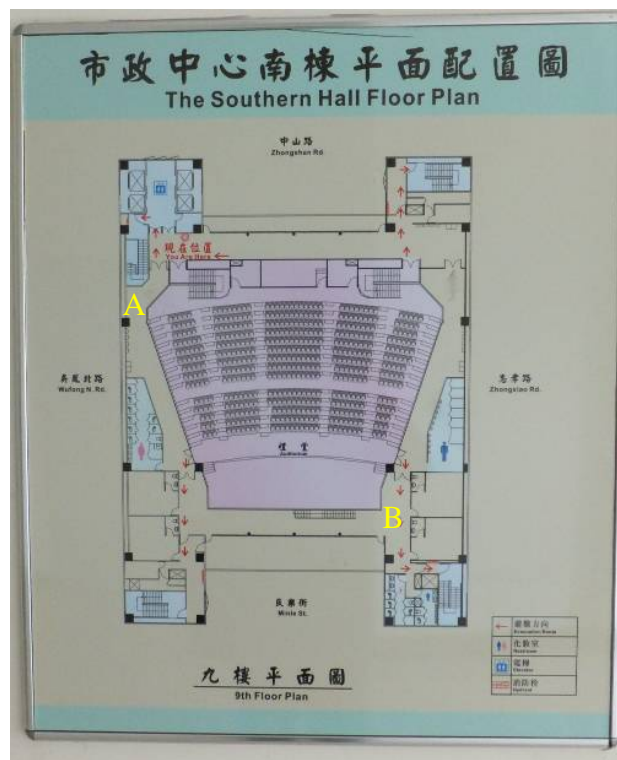 市政中心南棟平面配置圖
The Southern Hall Floor Plan
中山路
Zhongshan Rd.
現在位置
You Are Here
A
吳鳳北路
Wufong N. Rd.
忠孝路
Zhongxiao Rd.
禮堂
Auditorium
B
民樂街
Minle St.
疏散方向
Evacuation Route
化妝室
Restroom
電梯
Elevator
消防栓
Hydrant
九樓平面圖
9th Floor Plan